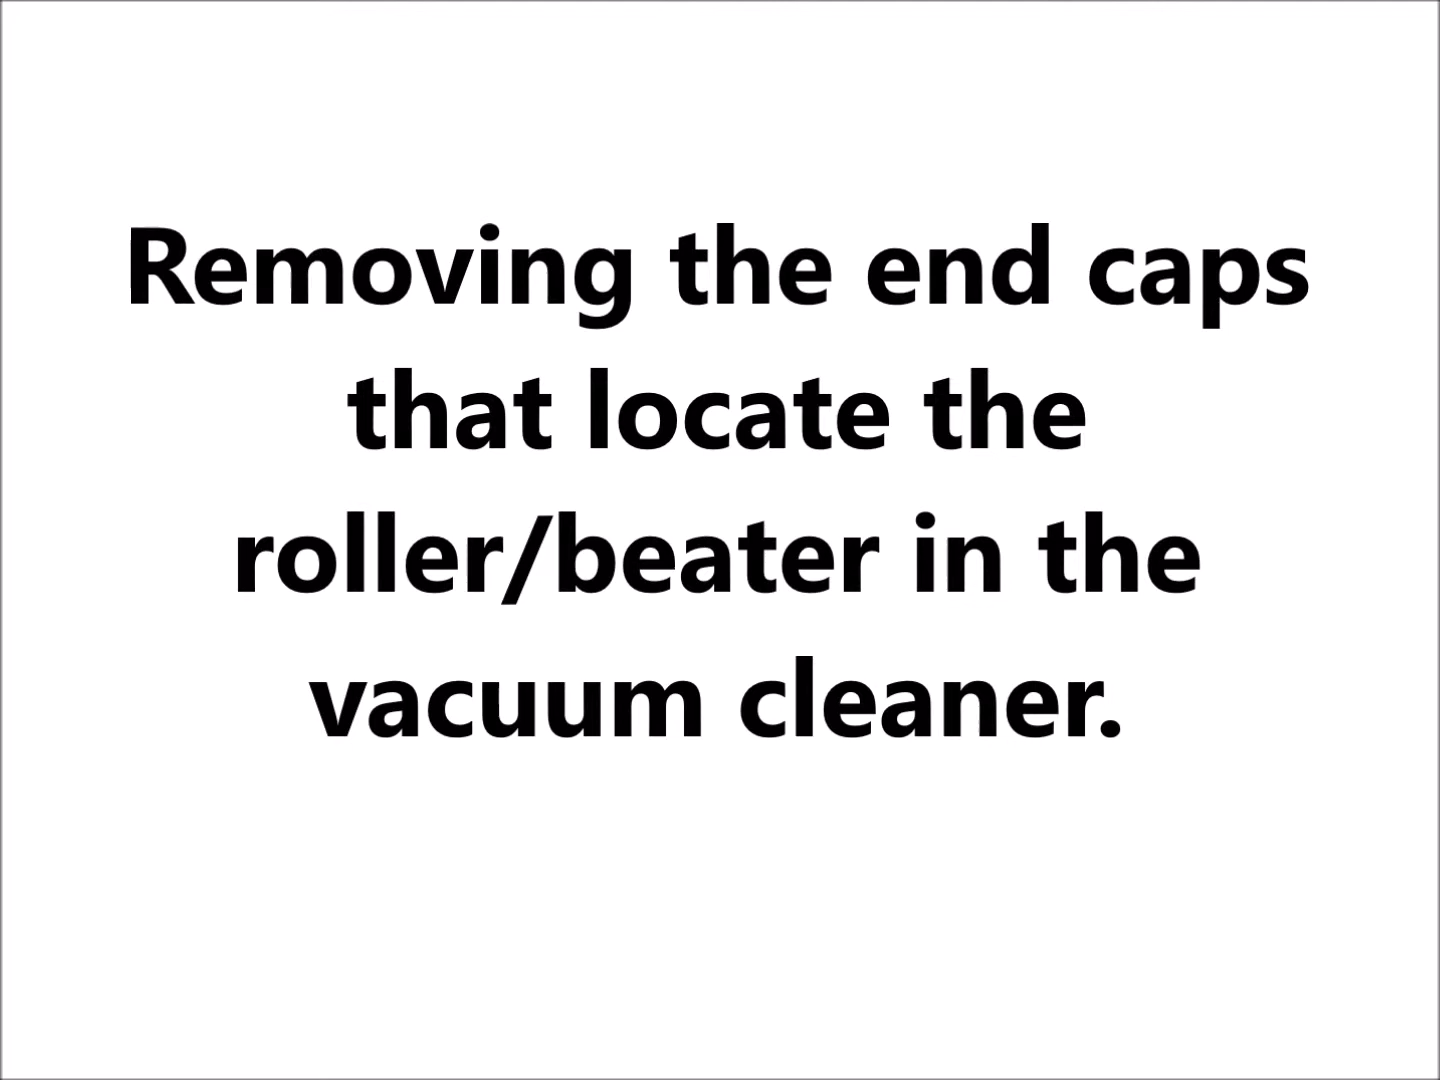 Removing the end caps
that locate the
roller/beater in the
vacuum cleaner.